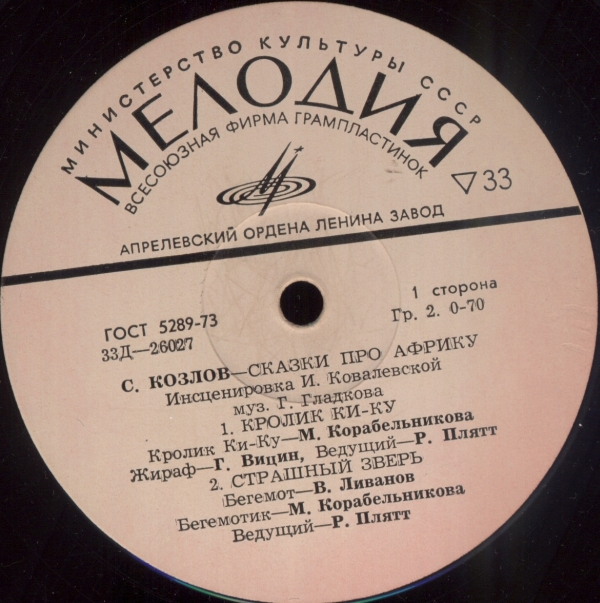 МИНИСТЕРСТВО КУЛЬТУРЫ СССР
МЕЛОДИЯ
ВСЕСОЮЗНАЯ ФИРМА ГРАМПЛАСТИНОК
33
АПРЕЛЕВСКИЙ ОРДЕНА ЛЕНИНА ЗАВОД
ГОСТ 5289-73
33Д—26027
1 сторона
Гр. 2. 0-70
С. КОЗЛОВ—СКАЗКИ ПРО АФРИКУ
Инсценировка И. Ковалевской
муз. Г. Гладкова
1. КРОЛИК КИ-КУ
Кролик Ки-Ку—М. Корабельникова
Жираф—Г. Вицин, Ведущий—Р. Плятт
2. СТРАШНЫЙ ЗВЕРЬ
Бегемот—В. Ливанов
Бегемотик—М. Корабельникова
Ведущий—Р. Плятт